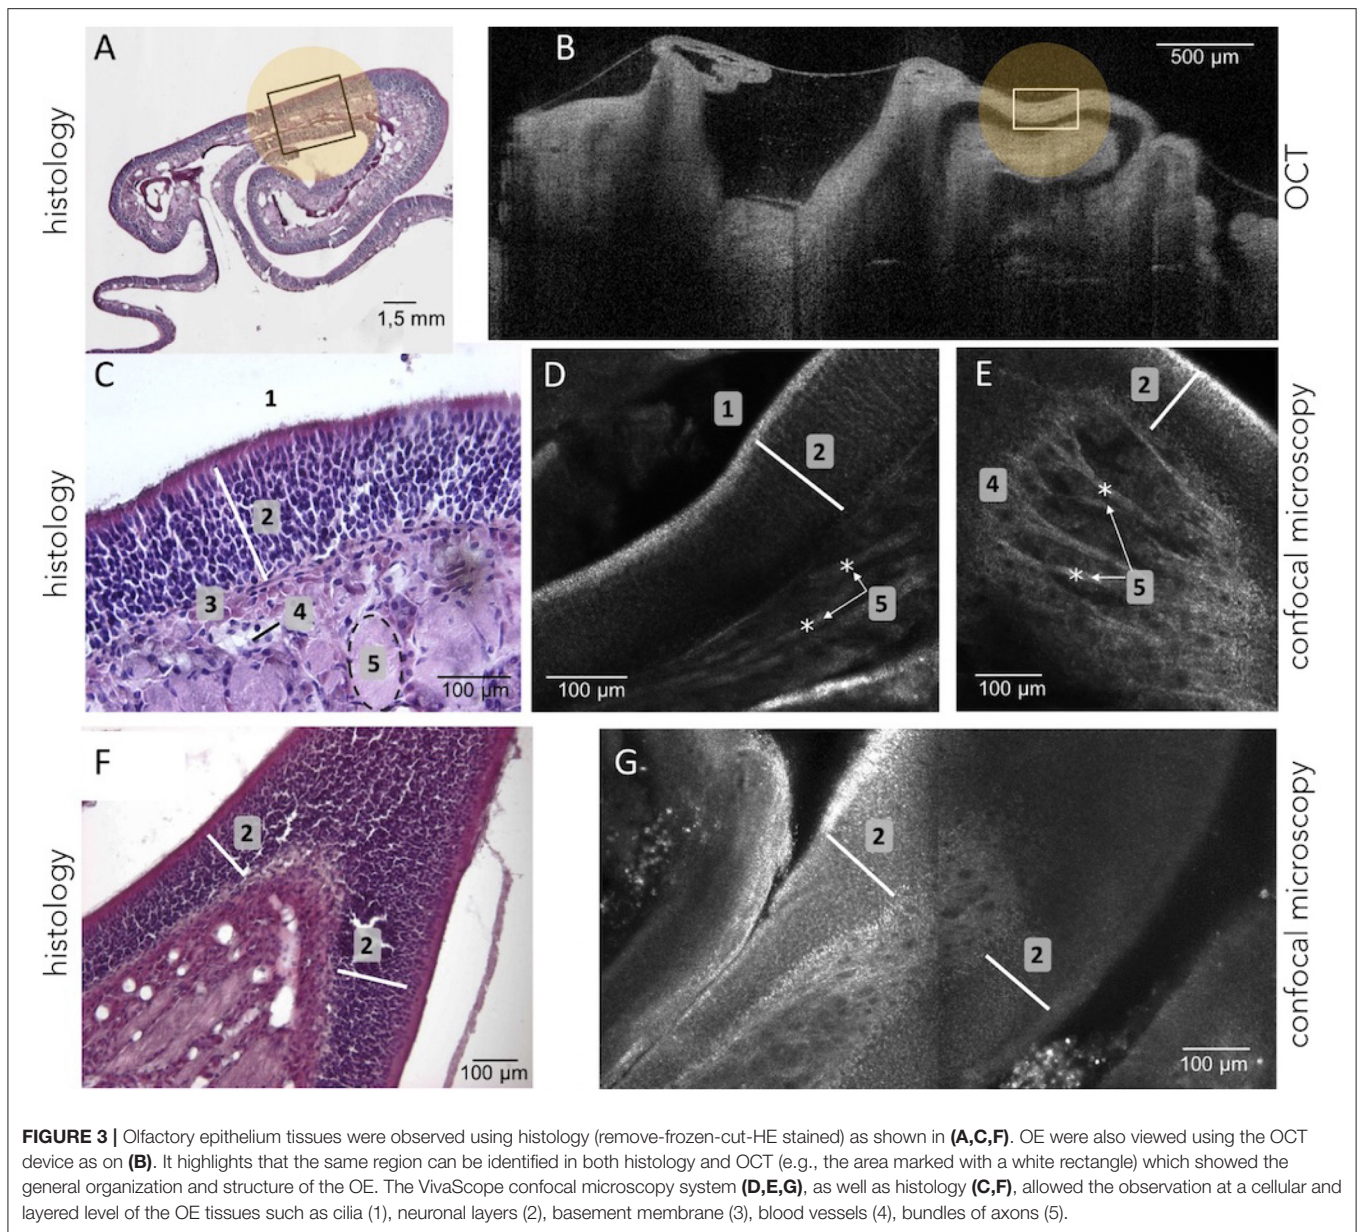 A
B
500 µm
histology
OCT
1,5 mm
C
1
2
3
4
5
100 µm
histology
D
1
2
*
*
5
100 µm
E
2
4
*
*
5
100 µm
confocal microscopy
F
2
2
100 µm
histology
G
2
2
100 µm
confocal microscopy
FIGURE 3 | Olfactory epithelium tissues were observed using histology (remove-frozen-cut-HE stained) as shown in (A,C,F). OE were also viewed using the OCT
device as on (B). It highlights that the same region can be identified in both histology and OCT (e.g., the area marked with a white rectangle) which showed the
general organization and structure of the OE. The VivaScope confocal microscopy system (D,E,G), as well as histology (C,F), allowed the observation at a cellular and
layered level of the OE tissues such as cilia (1), neuronal layers (2), basement membrane (3), blood vessels (4), bundles of axons (5).